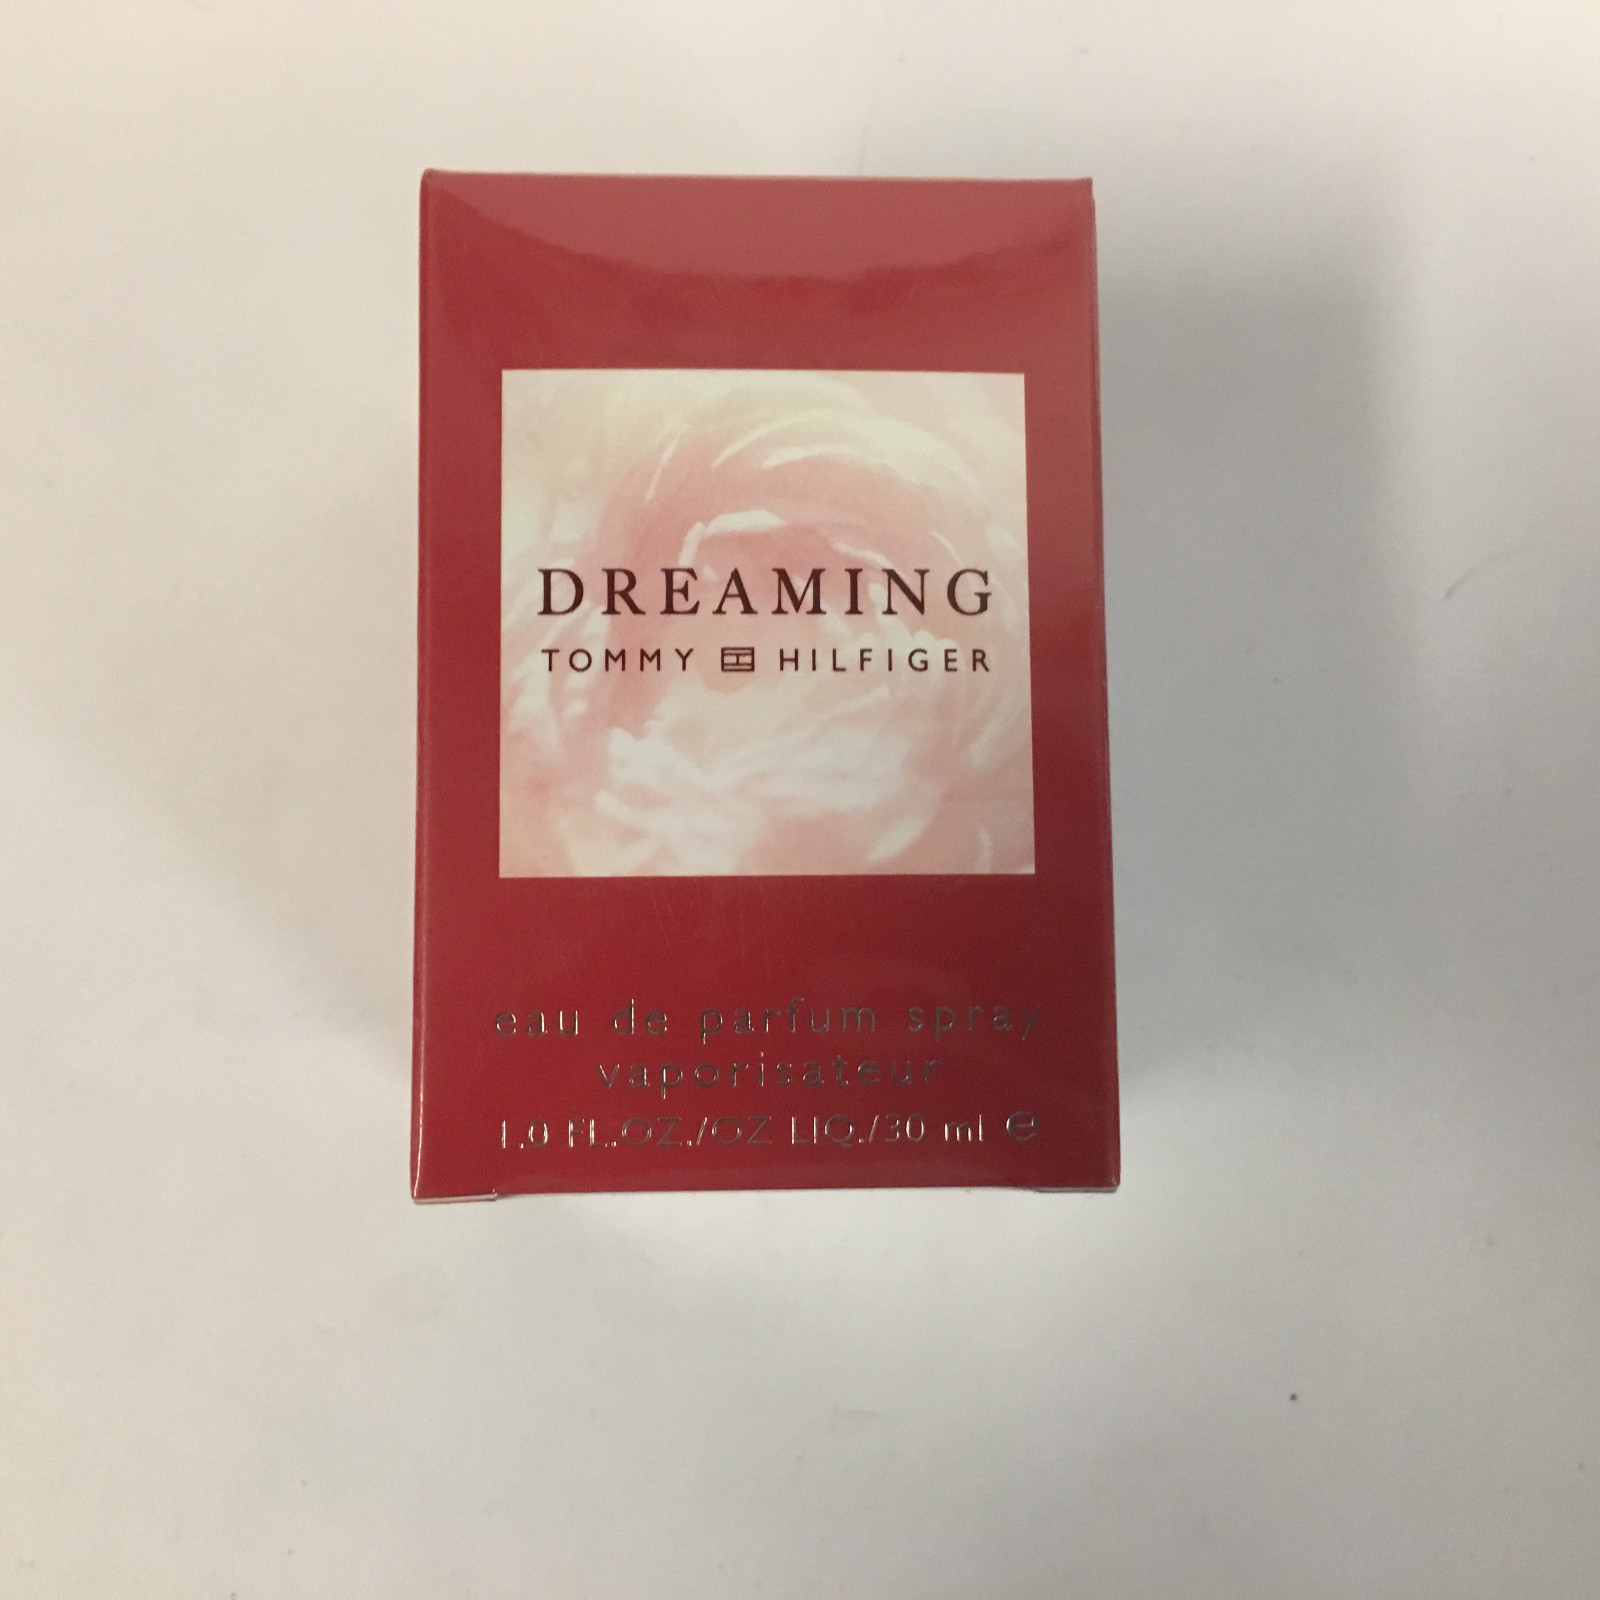 DREAMING
TOMMY HILFIGER
eau de parfum spray
vaporisateur
1.0 FL.OZ./OZ LIQ./30 ml ℮